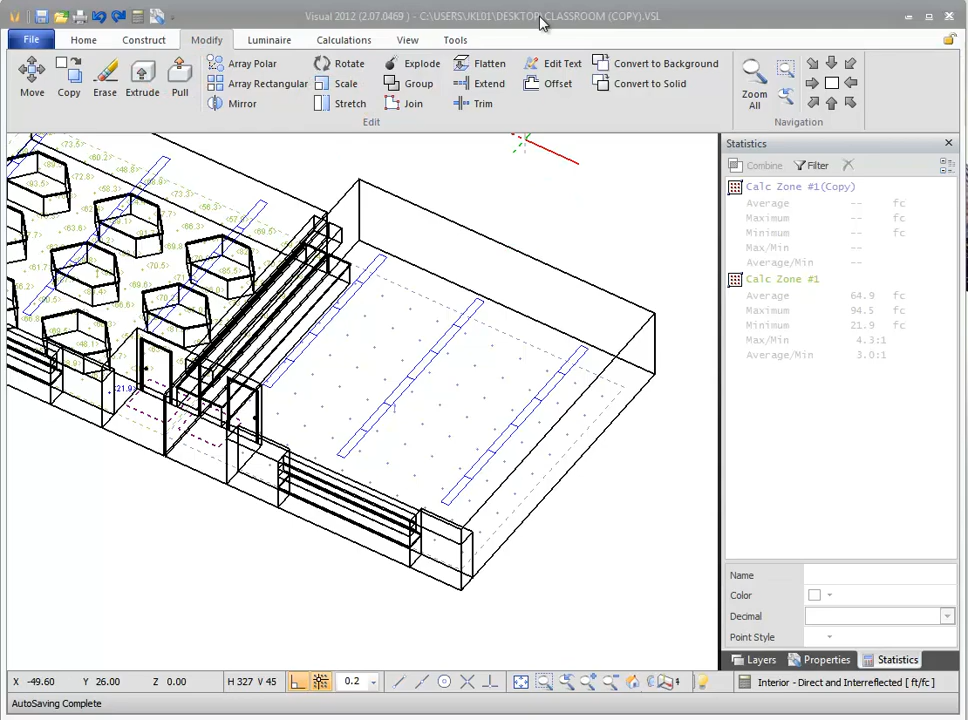 Visual 2012 (2.07.0469 ) - C:\USERS\JKL01\DESKTOP\CLASSROOM (COPY).VSL
File Home Construct Modify Luminaire Calculations View Tools
Move Copy Erase Extrude Pull
Array Polar Rotate Explode Flatten Edit Text Convert to Background
Array Rectangular Scale Group Extend Offset Convert to Solid
Mirror Stretch Join Trim
Zoom All
Edit Navigation
Statistics
Combine Filter
Calc Zone #1(Copy)
Average -- fc
Maximum -- fc
Minimum -- fc
Max/Min --
Average/Min --
Calc Zone #1
Average 64.9 fc
Maximum 94.5 fc
Minimum 21.9 fc
Max/Min 4.3:1
Average/Min 3.0:1
Name
Color
Decimal
Point Style
Layers Properties Statistics
X -49.60 Y 26.00 Z 0.00 H 327 V 45 0.2 Interior - Direct and Interreflected [ ft/fc ]
AutoSaving Complete